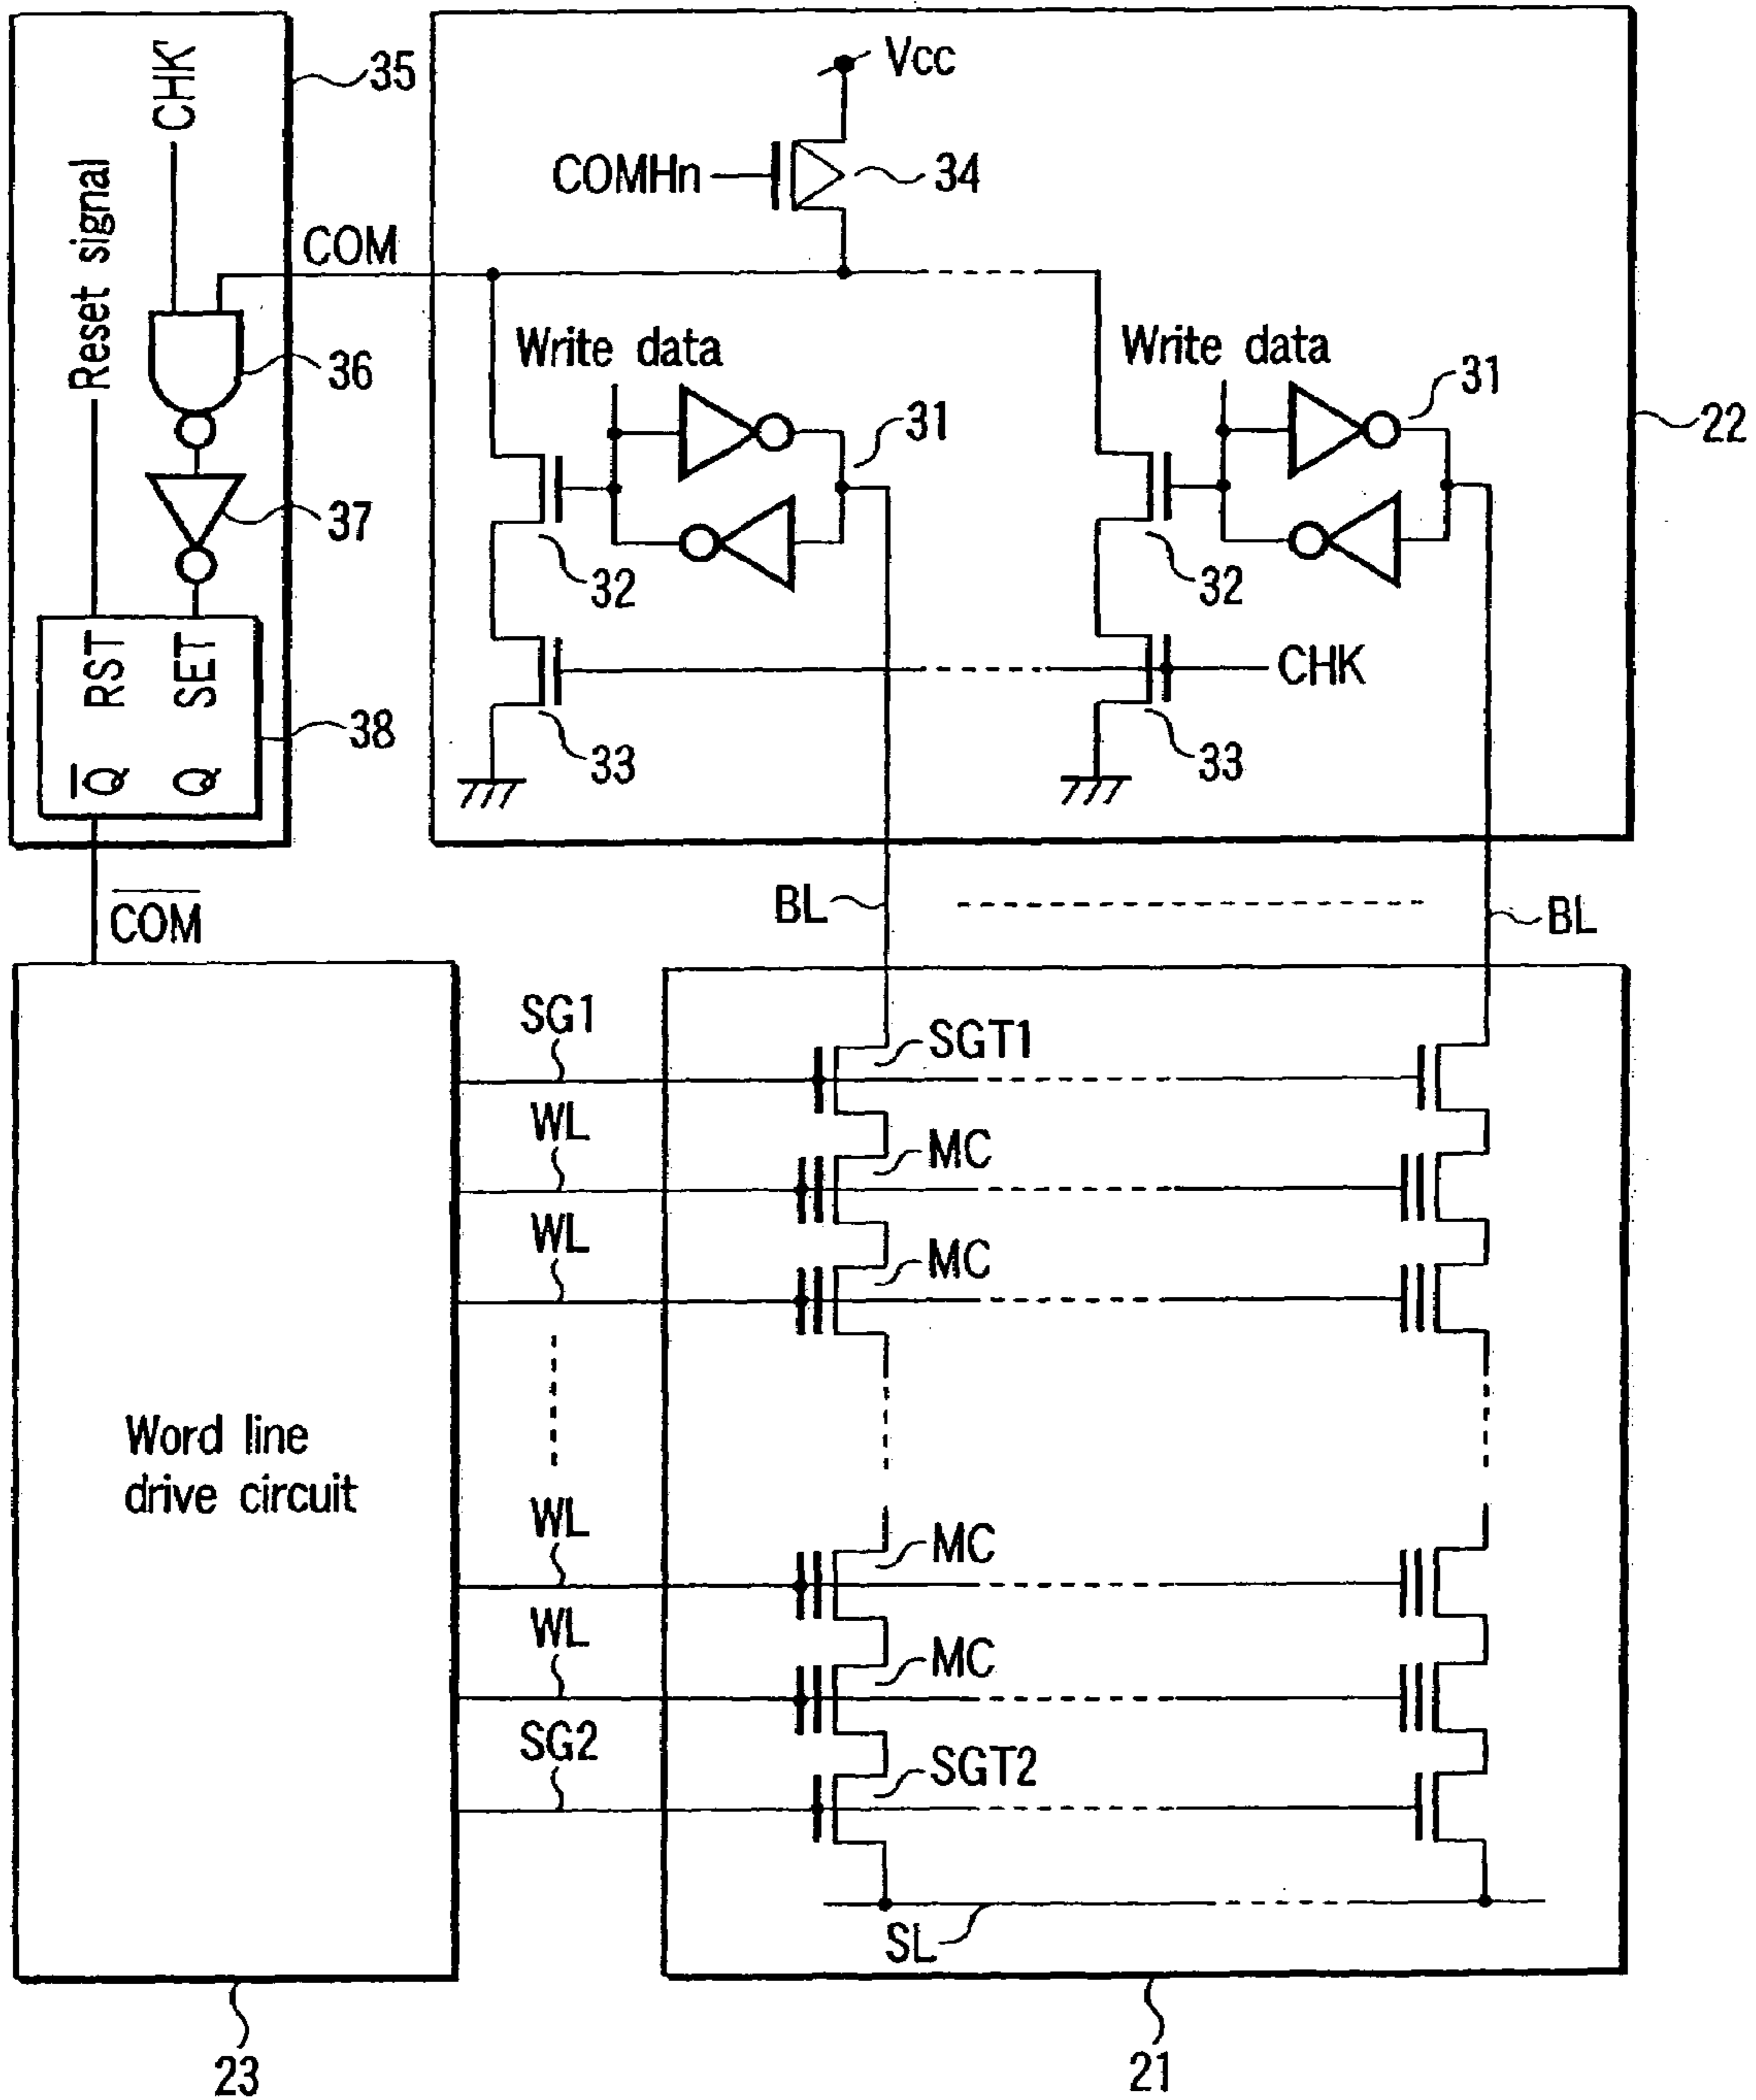 CHK
35
Reset signal
Vcc
COMHn
34
COM
36
Write data
Write data
31
31
22
37
32
32
RST
SET
CHK
38
33
33
Q
Q
COM
BL
BL
SG1
SGT1
WL
MC
WL
MC
Word line
drive circuit
WL
MC
WL
MC
SG2
SGT2
SL
23
21